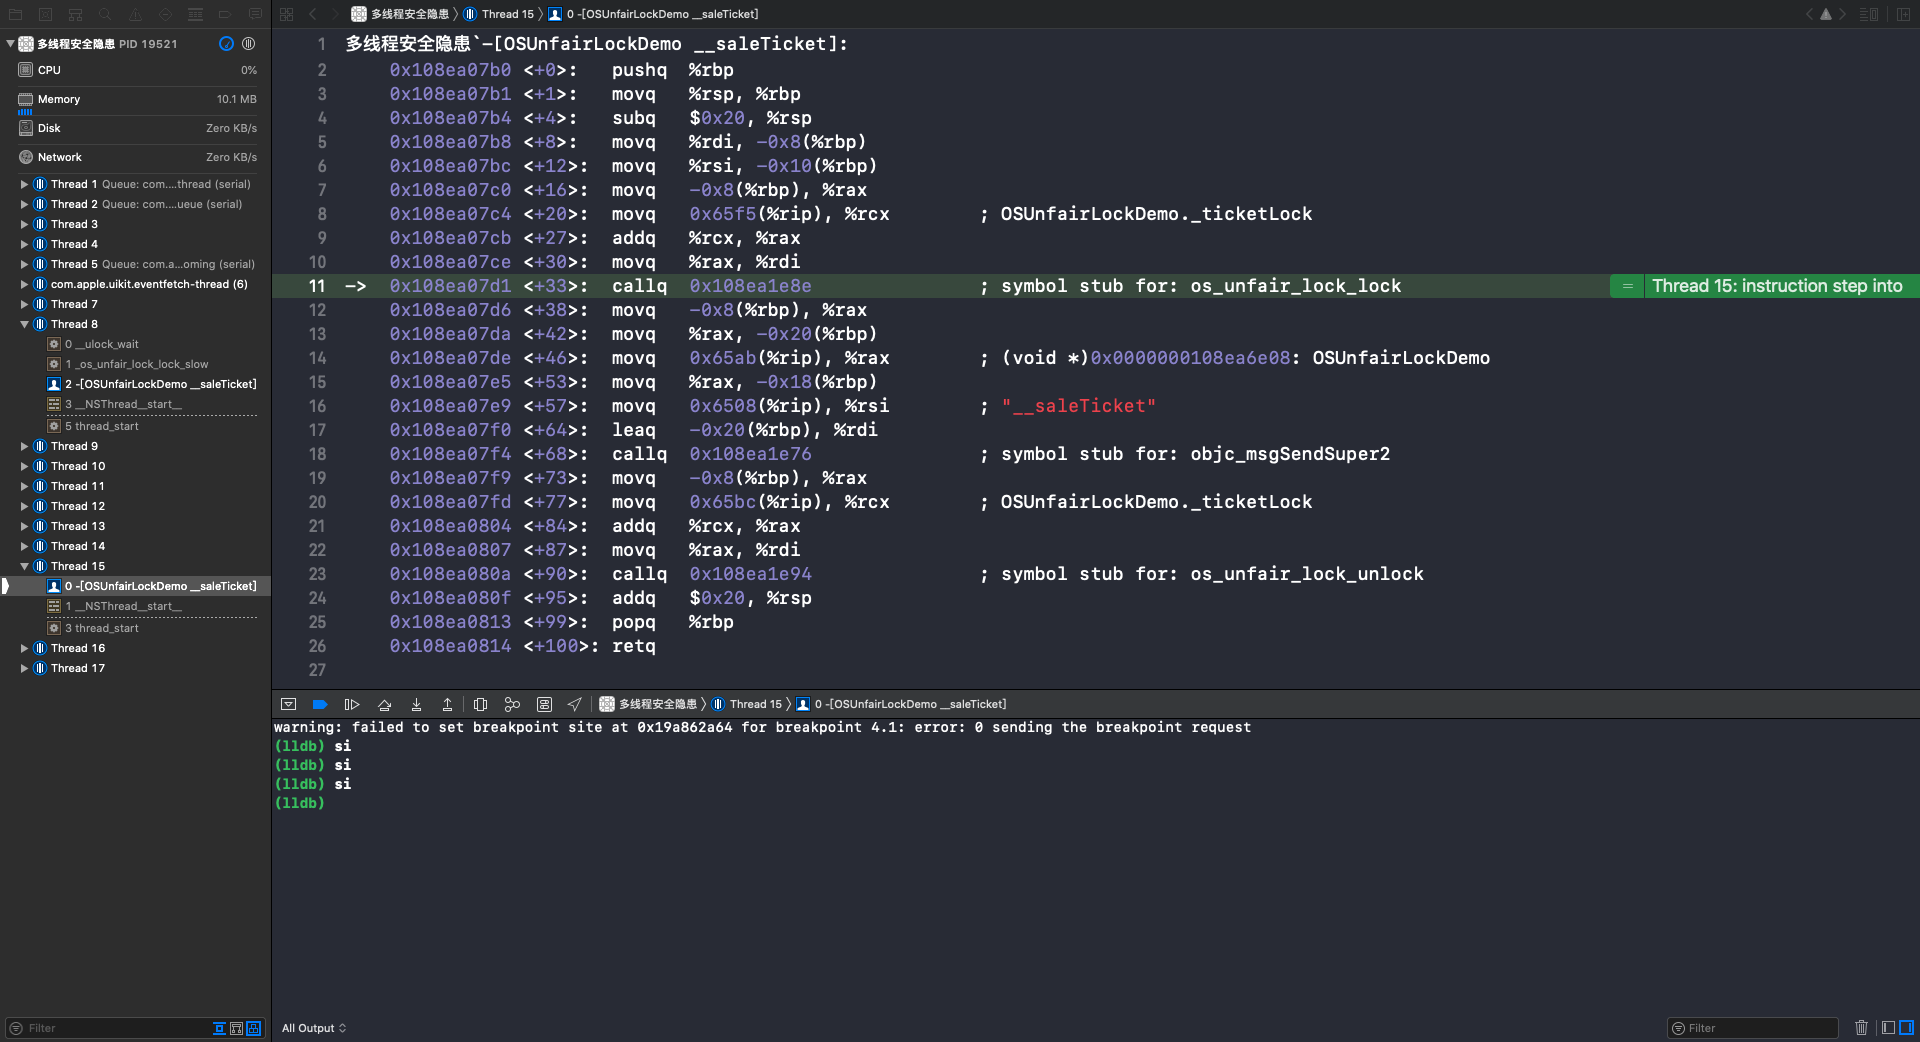 多线程安全隐患 〉 Thread 15 〉 0 -[OSUnfairLockDemo __saleTicket]
多线程安全隐患 PID 19521
CPU 0%
Memory 10.1 MB
Disk Zero KB/s
Network Zero KB/s
Thread 1 Queue: com....thread (serial)
Thread 2 Queue: com....ueue (serial)
Thread 3
Thread 4
Thread 5 Queue: com.a...oming (serial)
com.apple.uikit.eventfetch-thread (6)
Thread 7
Thread 8
0 __ulock_wait
1 _os_unfair_lock_lock_slow
2 -[OSUnfairLockDemo __saleTicket]
3 __NSThread__start__
5 thread_start
Thread 9
Thread 10
Thread 11
Thread 12
Thread 13
Thread 14
Thread 15
0 -[OSUnfairLockDemo __saleTicket]
1 __NSThread__start__
3 thread_start
Thread 16
Thread 17
Filter
1 多线程安全隐患`-[OSUnfairLockDemo __saleTicket]:
2 0x108ea07b0 <+0>: pushq %rbp
3 0x108ea07b1 <+1>: movq %rsp, %rbp
4 0x108ea07b4 <+4>: subq $0x20, %rsp
5 0x108ea07b8 <+8>: movq %rdi, -0x8(%rbp)
6 0x108ea07bc <+12>: movq %rsi, -0x10(%rbp)
7 0x108ea07c0 <+16>: movq -0x8(%rbp), %rax
8 0x108ea07c4 <+20>: movq 0x65f5(%rip), %rcx ; OSUnfairLockDemo._ticketLock
9 0x108ea07cb <+27>: addq %rcx, %rax
10 0x108ea07ce <+30>: movq %rax, %rdi
11 -> 0x108ea07d1 <+33>: callq 0x108ea1e8e ; symbol stub for: os_unfair_lock_lock = Thread 15: instruction step into
12 0x108ea07d6 <+38>: movq -0x8(%rbp), %rax
13 0x108ea07da <+42>: movq %rax, -0x20(%rbp)
14 0x108ea07de <+46>: movq 0x65ab(%rip), %rax ; (void *)0x0000000108ea6e08: OSUnfairLockDemo
15 0x108ea07e5 <+53>: movq %rax, -0x18(%rbp)
16 0x108ea07e9 <+57>: movq 0x6508(%rip), %rsi ; "__saleTicket"
17 0x108ea07f0 <+64>: leaq -0x20(%rbp), %rdi
18 0x108ea07f4 <+68>: callq 0x108ea1e76 ; symbol stub for: objc_msgSendSuper2
19 0x108ea07f9 <+73>: movq -0x8(%rbp), %rax
20 0x108ea07fd <+77>: movq 0x65bc(%rip), %rcx ; OSUnfairLockDemo._ticketLock
21 0x108ea0804 <+84>: addq %rcx, %rax
22 0x108ea0807 <+87>: movq %rax, %rdi
23 0x108ea080a <+90>: callq 0x108ea1e94 ; symbol stub for: os_unfair_lock_unlock
24 0x108ea080f <+95>: addq $0x20, %rsp
25 0x108ea0813 <+99>: popq %rbp
26 0x108ea0814 <+100>: retq
27
多线程安全隐患 〉 Thread 15 〉 0 -[OSUnfairLockDemo __saleTicket]
warning: failed to set breakpoint site at 0x19a862a64 for breakpoint 4.1: error: 0 sending the breakpoint request
(lldb) si
(lldb) si
(lldb) si
(lldb)
All Output
Filter